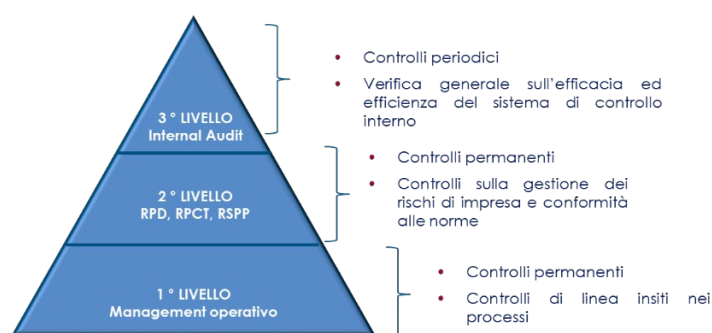 • Controlli periodici
• Verifica generale sull'efficacia ed
efficienza del sistema di controllo
interno
3 ° LIVELLO
Internal Audit
• Controlli permanenti
• Controlli sulla gestione dei
rischi di impresa e conformità
alle norme
2 ° LIVELLO
RPD, RPCT, RSPP
• Controlli permanenti
• Controlli di linea insiti nei
processi
1 ° LIVELLO
Management operativo